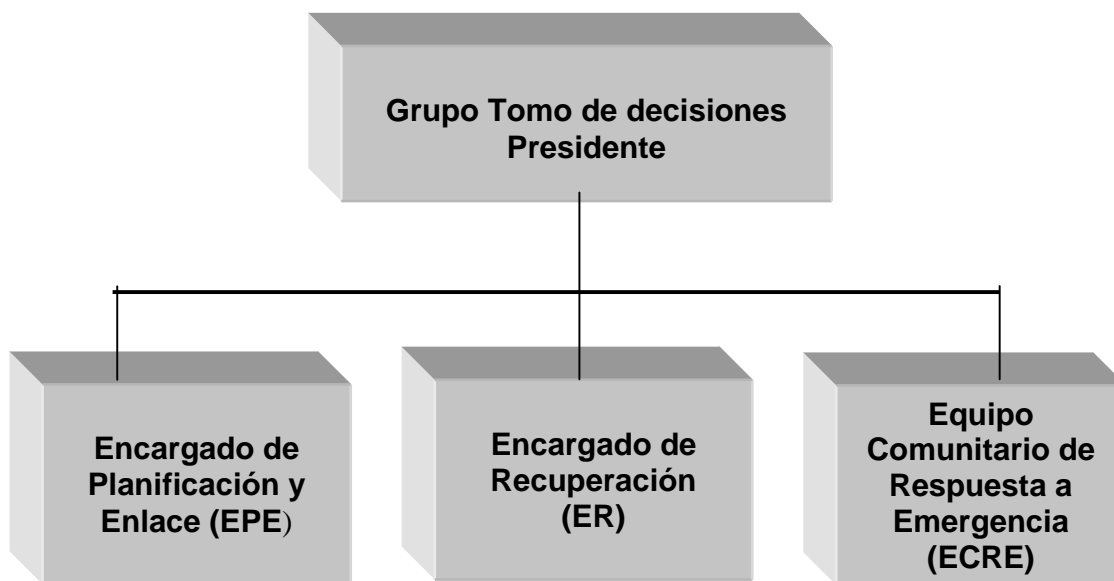 Grupo Tomo de decisiones
Presidente
Encargado de
Planificación y
Enlace (EPE)
Encargado de
Recuperación
(ER)
Equipo
Comunitario de
Respuesta a
Emergencia
(ECRE)